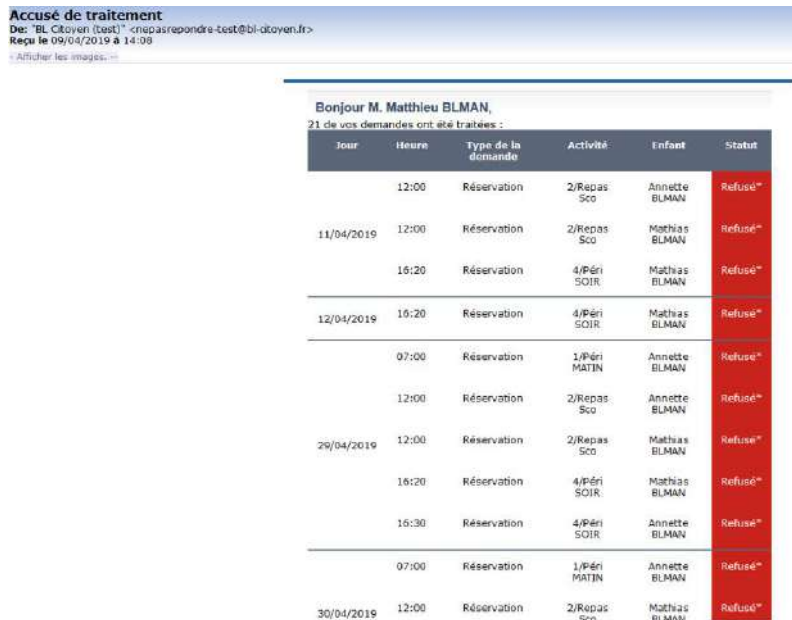 Accusé de traitement
De: "BL Citoyen (test)" <nepasrepondre-test@bl-citoyen.fr>
Reçu le 09/04/2019 à 14:08
- Afficher les images. --
Bonjour M. Matthieu BLMAN,
21 de vos demandes ont été traitées :
Jour Heure Type de la demande Activité Enfant Statut
12:00 Réservation 2/Repas Sco Annette BLMAN Refusé*
11/04/2019 12:00 Réservation 2/Repas Sco Mathias BLMAN Refusé*
16:20 Réservation 4/Péri SOIR Mathias BLMAN Refusé*
12/04/2019 16:20 Réservation 4/Péri SOIR Mathias BLMAN Refusé*
07:00 Réservation 1/Péri MATIN Annette BLMAN Refusé*
12:00 Réservation 2/Repas Sco Annette BLMAN Refusé*
29/04/2019 12:00 Réservation 2/Repas Sco Mathias BLMAN Refusé*
16:20 Réservation 4/Péri SOIR Mathias BLMAN Refusé*
16:30 Réservation 4/Péri SOIR Annette BLMAN Refusé*
07:00 Réservation 1/Péri MATIN Annette BLMAN Refusé*
30/04/2019 12:00 Réservation 2/Repas Sco Mathias BLMAN Refusé*